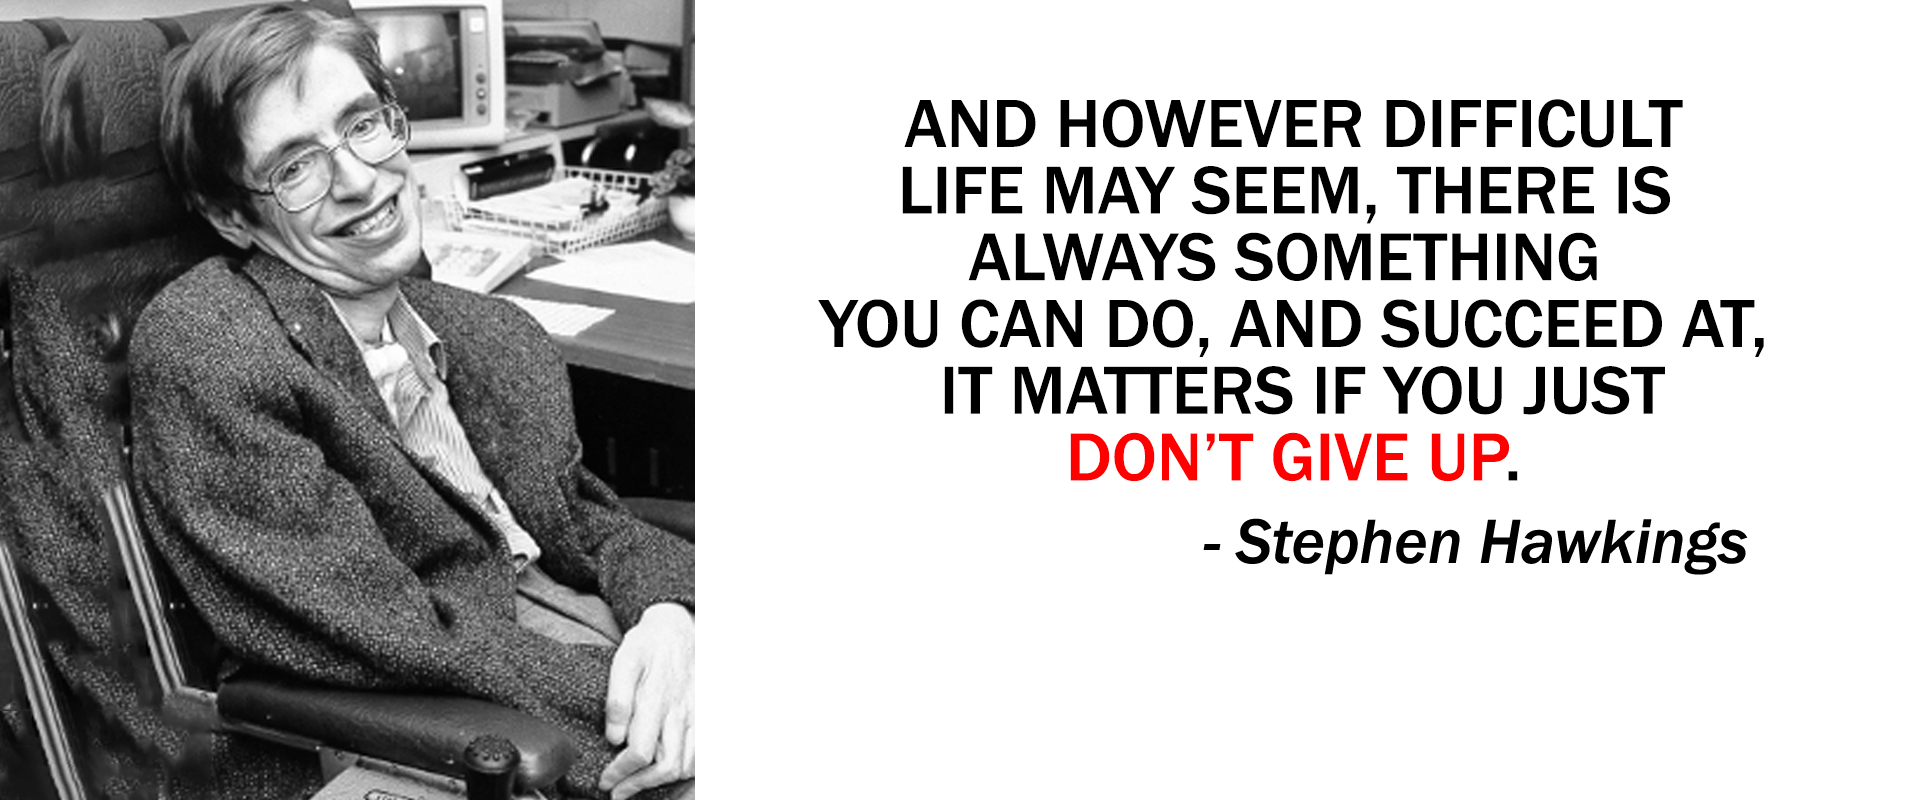 AND HOWEVER DIFFICULT
LIFE MAY SEEM, THERE IS
ALWAYS SOMETHING
YOU CAN DO, AND SUCCEED AT,
IT MATTERS IF YOU JUST
DON’T GIVE UP.
- Stephen Hawkings